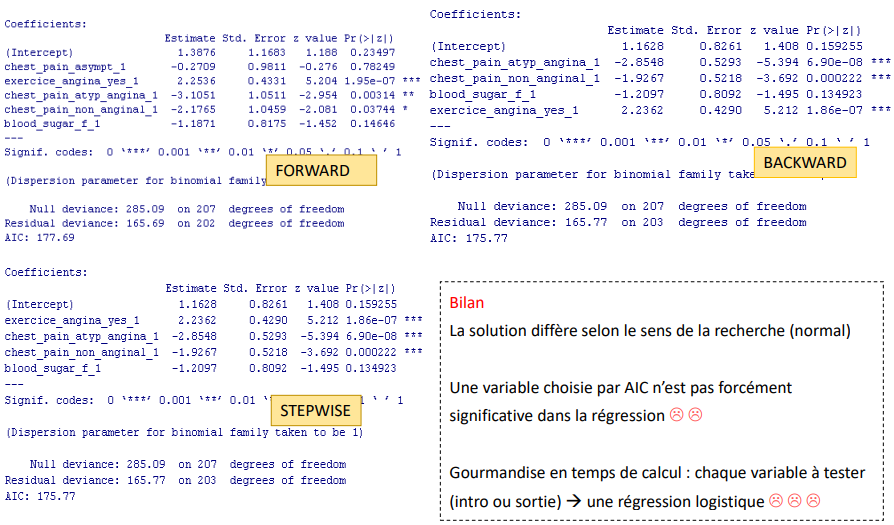 Coefficients:
Estimate Std. Error z value Pr(>|z|)
(Intercept) 1.3876 1.1683 1.188 0.23497
chest_pain_asympt_1 -0.2709 0.9811 -0.276 0.78249
exercice_angina_yes_1 2.2536 0.4331 5.204 1.95e-07 ***
chest_pain_atyp_angina_1 -3.1051 1.0511 -2.954 0.00314 **
chest_pain_non_anginal_1 -2.1765 1.0459 -2.081 0.03744 *
blood_sugar_f_1 -1.1871 0.8175 -1.452 0.14646
---
Signif. codes: 0 ‘***’ 0.001 ‘**’ 0.01 ‘*’ 0.05 ‘.’ 0.1 ‘ ’ 1
FORWARD
(Dispersion parameter for binomial family
Null deviance: 285.09 on 207 degrees of freedom
Residual deviance: 165.69 on 202 degrees of freedom
AIC: 177.69
Coefficients:
Estimate Std. Error z value Pr(>|z|)
(Intercept) 1.1628 0.8261 1.408 0.159255
chest_pain_atyp_angina_1 -2.8548 0.5293 -5.394 6.90e-08 ***
chest_pain_non_anginal_1 -1.9267 0.5218 -3.692 0.000222 ***
blood_sugar_f_1 -1.2097 0.8092 -1.495 0.134923
exercice_angina_yes_1 2.2362 0.4290 5.212 1.86e-07 ***
---
Signif. codes: 0 ‘***’ 0.001 ‘**’ 0.01 ‘*’ 0.05 ‘.’ 0.1 ‘ ’ 1
BACKWARD
(Dispersion parameter for binomial family take
Null deviance: 285.09 on 207 degrees of freedom
Residual deviance: 165.77 on 203 degrees of freedom
AIC: 175.77
Coefficients:
Estimate Std. Error z value Pr(>|z|)
(Intercept) 1.1628 0.8261 1.408 0.159255
exercice_angina_yes_1 2.2362 0.4290 5.212 1.86e-07 ***
chest_pain_atyp_angina_1 -2.8548 0.5293 -5.394 6.90e-08 ***
chest_pain_non_anginal_1 -1.9267 0.5218 -3.692 0.000222 ***
blood_sugar_f_1 -1.2097 0.8092 -1.495 0.134923
---
Signif. codes: 0 ‘***’ 0.001 ‘**’ 0.01 ‘ ’ 1
STEPWISE
(Dispersion parameter for binomial family taken to be 1)
Null deviance: 285.09 on 207 degrees of freedom
Residual deviance: 165.77 on 203 degrees of freedom
AIC: 175.77
Bilan
La solution diffère selon le sens de la recherche (normal)
Une variable choisie par AIC n’est pas forcément
significative dans la régression ☹ ☹
Gourmandise en temps de calcul : chaque variable à tester
(intro ou sortie) → une régression logistique ☹ ☹ ☹